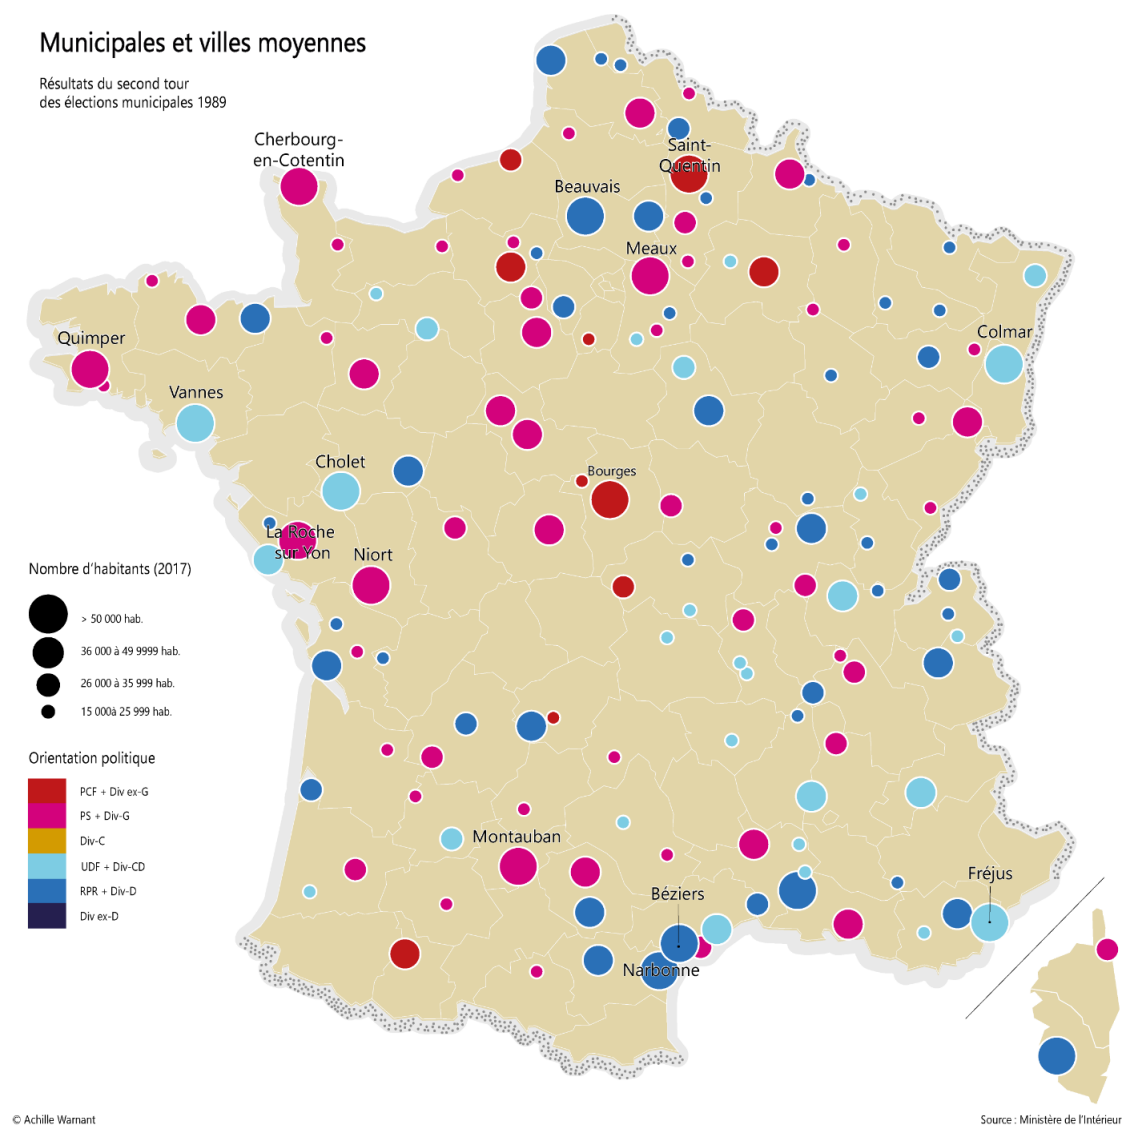 Municipales et villes moyennes
Résultats du second tour
des élections municipales 1989
Cherbourg-
en-Cotentin
Saint-
Quentin
Beauvais
Meaux
Quimper
Colmar
Vannes
Cholet
Bourges
La Roche
sur Yon
Niort
Nombre d'habitants (2017)
> 50 000 hab.
36 000 à 49 9999 hab.
26 000 à 35 999 hab.
15 000à 25 999 hab.
Orientation politique
PCF + Div ex-G
PS + Div-G
Div-C
UDF + Div-CD
RPR + Div-D
Div ex-D
Montauban
Béziers
Fréjus
Narbonne
© Achille Warnant
Source : Ministère de l'Intérieur